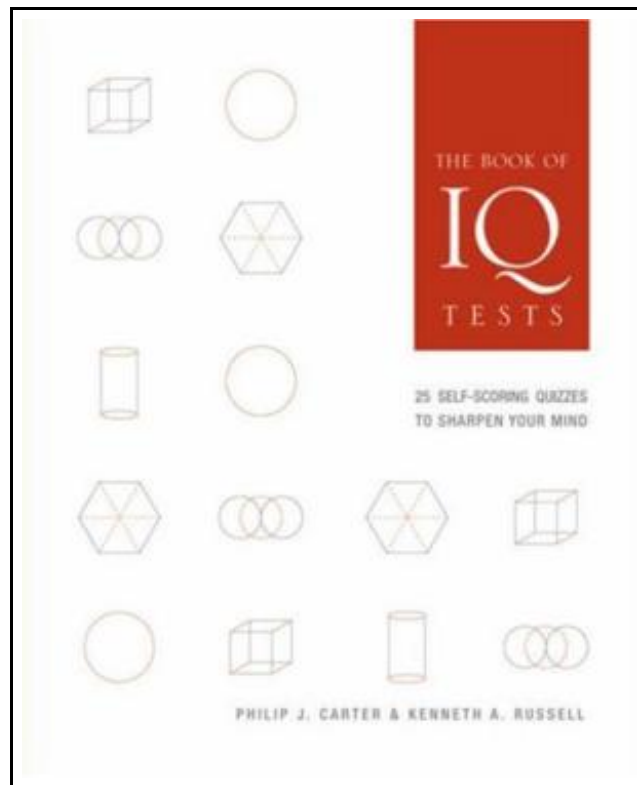 THE BOOK OF
IQ
TESTS
25 SELF-SCORING QUIZZES
TO SHARPEN YOUR MIND
PHILIP J. CARTER & KENNETH A. RUSSELL